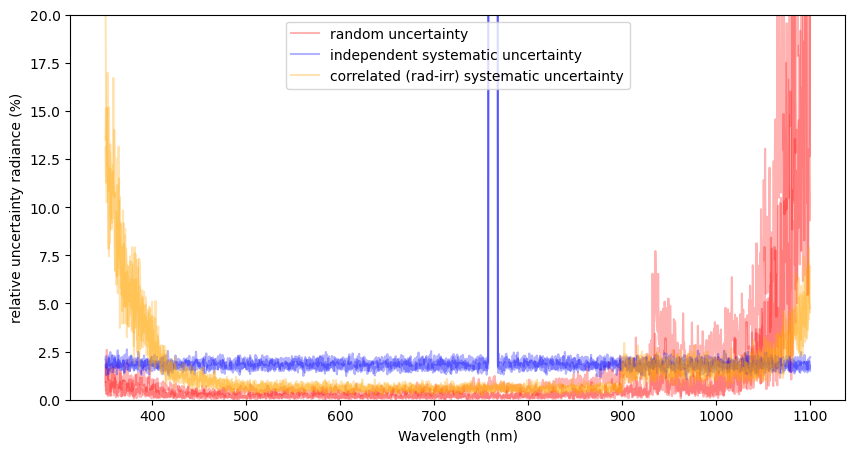 20.0
17.5
15.0
12.5
10.0
7.5
5.0
2.5
0.0
relative uncertainty radiance (%)
random uncertainty
independent systematic uncertainty
correlated (rad-irr) systematic uncertainty
400 500 600 700 800 900 1000 1100
Wavelength (nm)